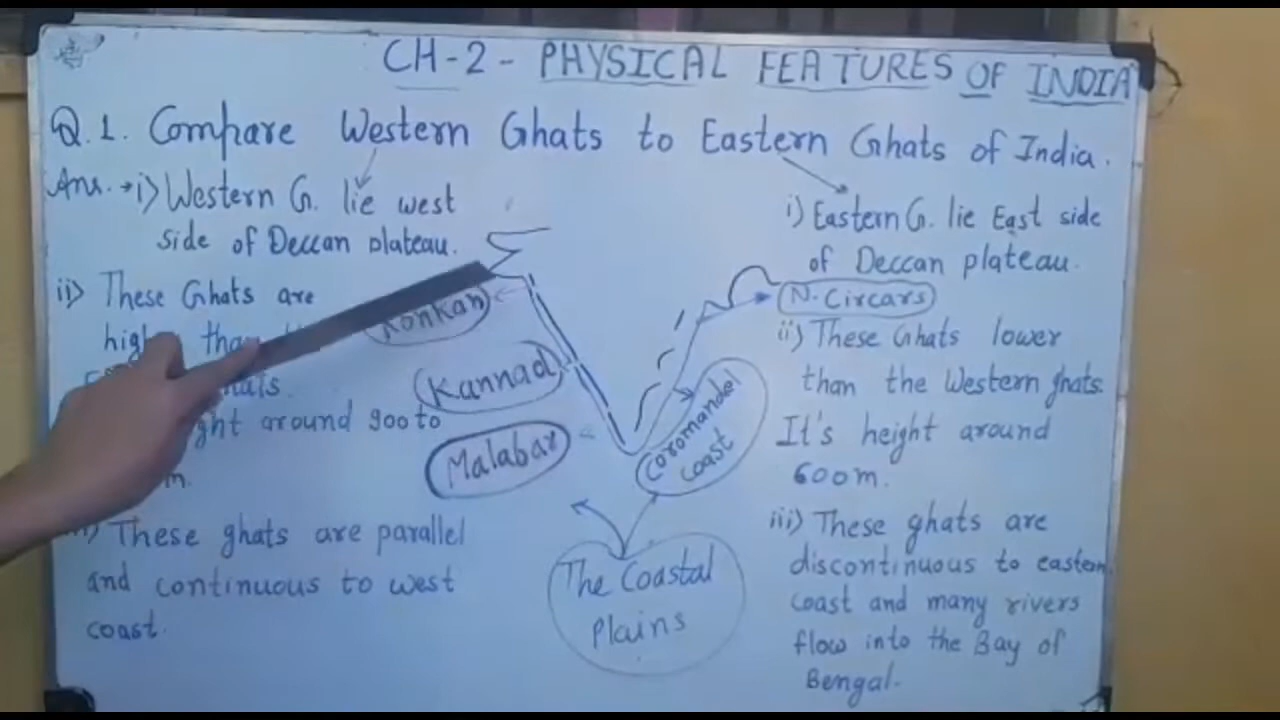 CH-2 - PHYSICAL FEATURES OF INDIA
Q.1. Compare Western Ghats to Eastern Ghats of India.
Ans. → i) Western G. lie west
side of Deccan plateau.
ii) These Ghats are
around 900 to
m.
These ghats are parallel
and continuous to west
coast.
Konkan
Kannad
Malabar
Coromandel
coast
The Coastal
Plains
i) Eastern G. lie East side
of Deccan plateau.
N. Circars
ii) These Ghats lower
than the Western ghats.
It's height around
600m.
iii) These ghats are
discontinuous to eastern
coast and many rivers
flow into the Bay of
Bengal.